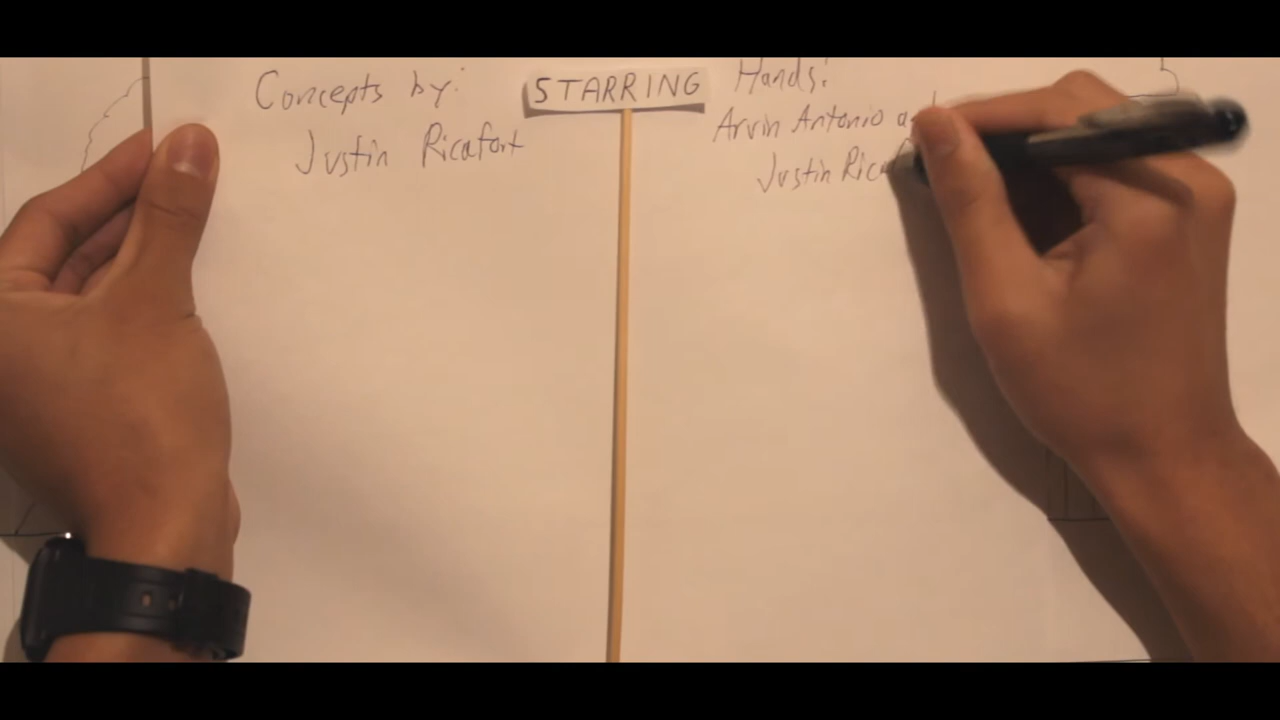 Concepts by:
Justin Ricafort
STARRING
Hands:
Arvin Antonio
Justin